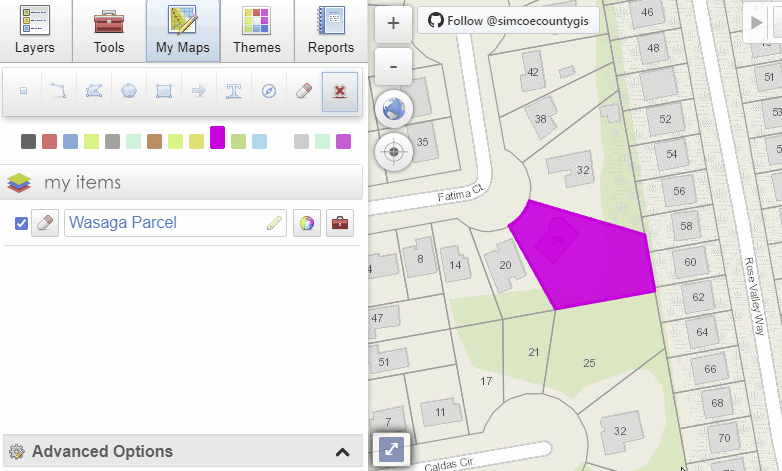 Layers
Tools
My Maps
Themes
Reports
my items
Wasaga Parcel
Advanced Options
+
-
Follow @simcoecountygis
46
48
42
51
38
52
53
35
54
32
56
Fatima Ct
58
26
8
14
20
60
62
Rose Valley Way
47
64
21
51
25
66
17
11
68
7
32
70
Caldas Cir